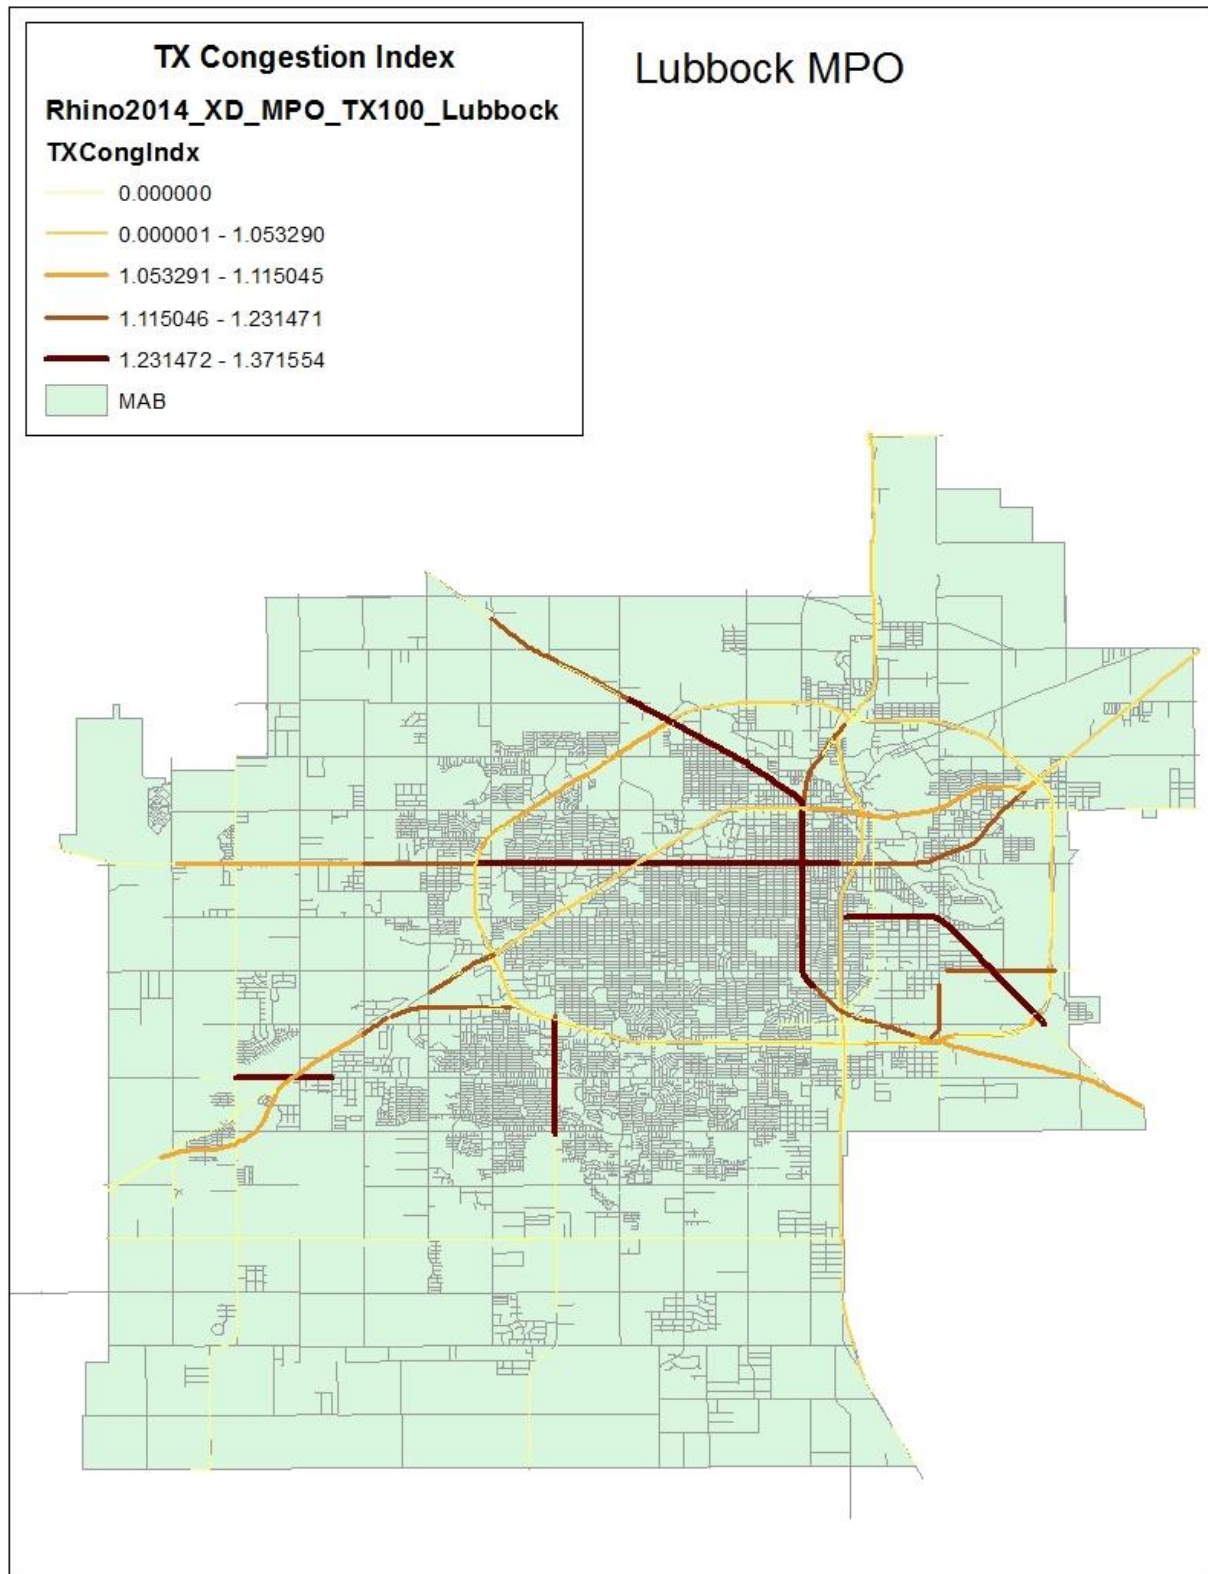 TX Congestion Index
Rhino2014_XD_MPO_TX100_Lubbock
TXCongIndx
0.000000
0.000001 - 1.053290
1.053291 - 1.115045
1.115046 - 1.231471
1.231472 - 1.371554
MAB
Lubbock MPO